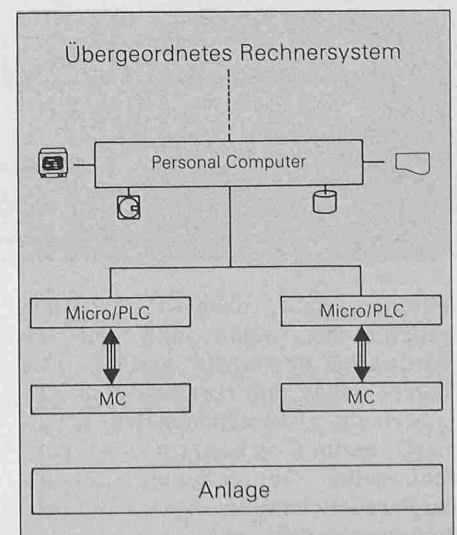 Übergeordnetes Rechnersystem
Personal Computer
Micro/PLC
Micro/PLC
MC
MC
Anlage